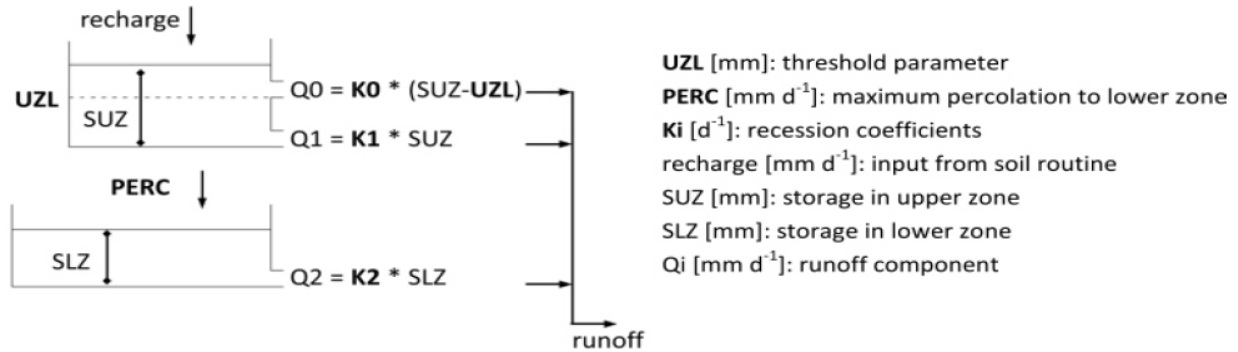 recharge
UZL
SUZ
Q0 = K0 * (SUZ-UZL)
Q1 = K1 * SUZ
PERC
SLZ
Q2 = K2 * SLZ
runoff
UZL [mm]: threshold parameter
PERC [mm d⁻¹]: maximum percolation to lower zone
Ki [d⁻¹]: recession coefficients
recharge [mm d⁻¹]: input from soil routine
SUZ [mm]: storage in upper zone
SLZ [mm]: storage in lower zone
Qi [mm d⁻¹]: runoff component